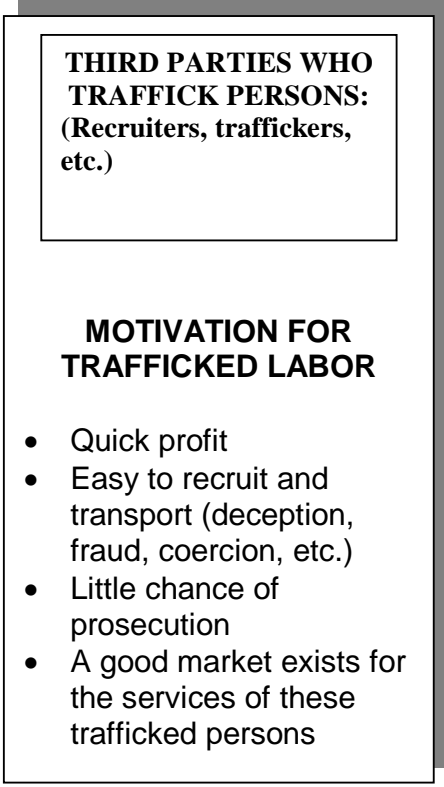 THIRD PARTIES WHO
TRAFFICK PERSONS:
(Recruiters, traffickers,
etc.)
MOTIVATION FOR
TRAFFICKED LABOR
• Quick profit
• Easy to recruit and
transport (deception,
fraud, coercion, etc.)
• Little chance of
prosecution
• A good market exists for
the services of these
trafficked persons